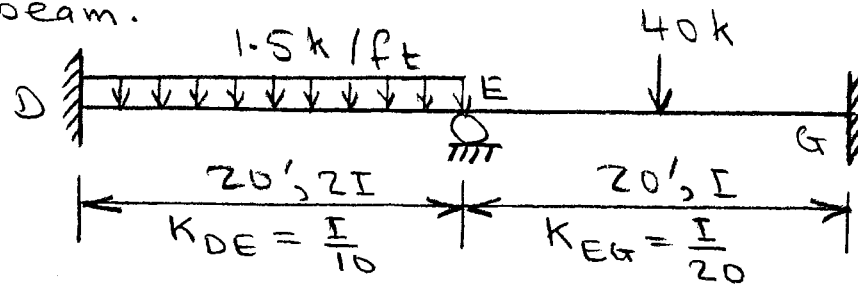 beam.
1.5k/ft
40k
D
E
G
20', 2I
20', I
K_DE = I/10
K_EG = I/20